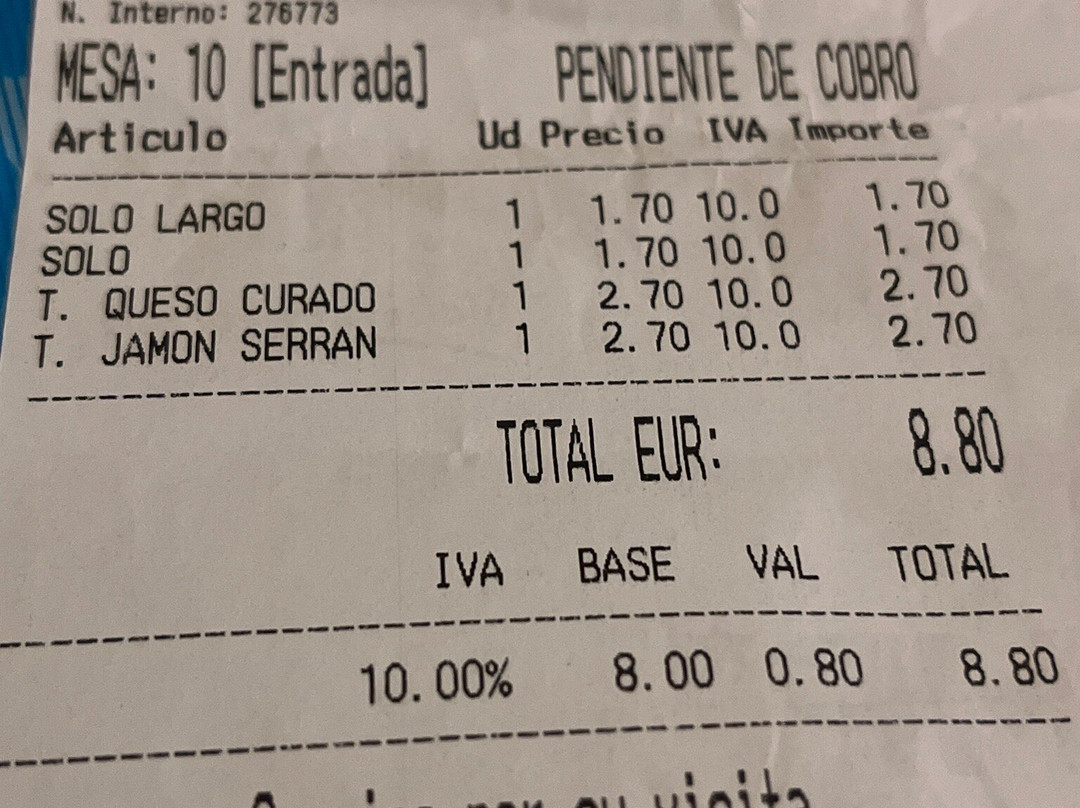 N. Interno: 276773
MESA: 10 [Entrada] PENDIENTE DE COBRO
Articulo Ud Precio IVA Importe
SOLO LARGO 1 1.70 10.0 1.70
SOLO 1 1.70 10.0 1.70
T. QUESO CURADO 1 2.70 10.0 2.70
T. JAMON SERRAN 1 2.70 10.0 2.70
TOTAL EUR: 8.80
IVA BASE VAL TOTAL
10.00% 8.00 0.80 8.80
por su visita